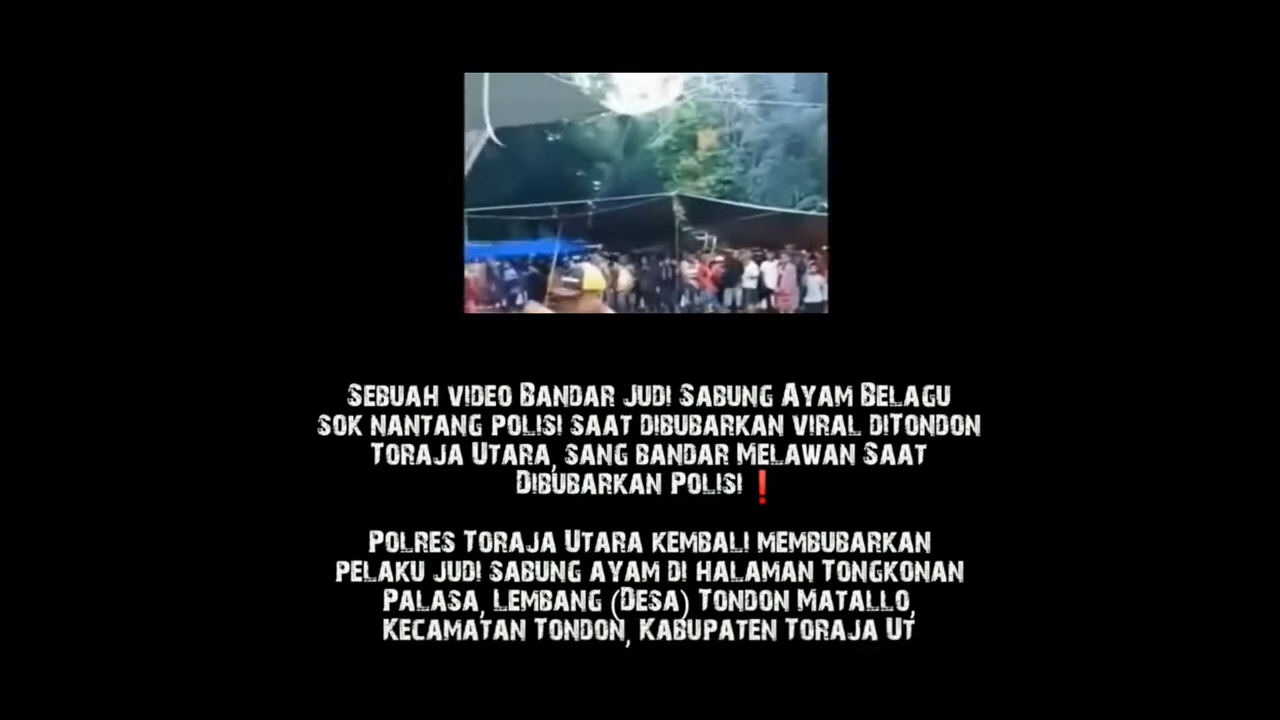 Sebuah video Bandar judi Sabung Ayam Belagu
sok nantang polisi saat dibubarkan viral diTondon
Toraja Utara, sang bandar Melawan Saat
Dibubarkan Polisi❗
Polres Toraja Utara kembali membubarkan
pelaku judi sabung ayam di halaman Tongkonan
Palasa, Lembang (Desa) Tondon Matallo,
Kecamatan Tondon, Kabupaten Toraja Ut